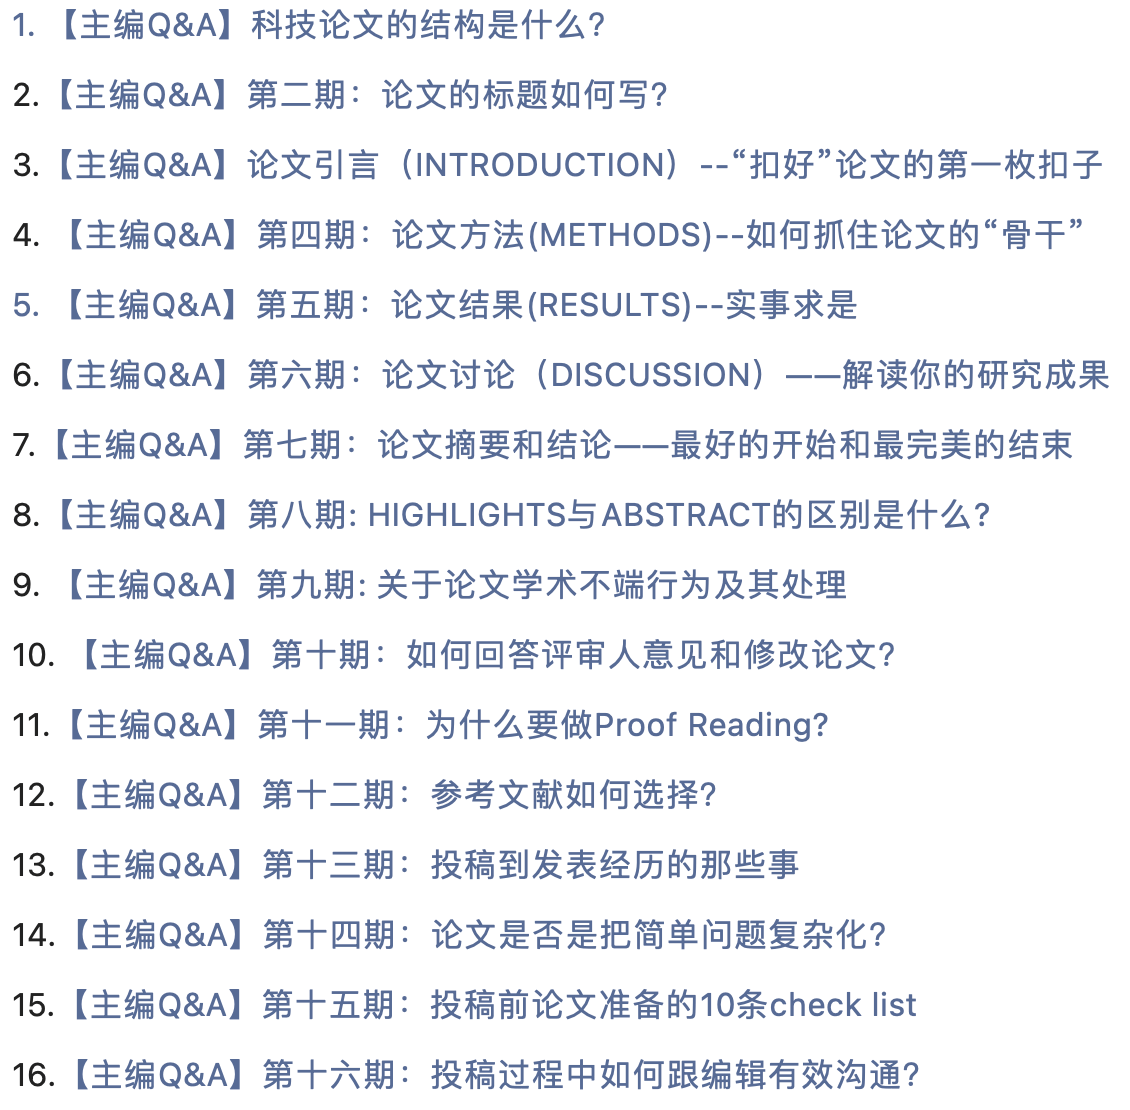 1. 【主编Q&A】科技论文的结构是什么?
2.【主编Q&A】第二期：论文的标题如何写?
3.【主编Q&A】论文引言（INTRODUCTION）--“扣好”论文的第一枚扣子
4. 【主编Q&A】第四期：论文方法(METHODS)--如何抓住论文的“骨干”
5. 【主编Q&A】第五期：论文结果(RESULTS)--实事求是
6.【主编Q&A】第六期：论文讨论（DISCUSSION）——解读你的研究成果
7.【主编Q&A】第七期：论文摘要和结论——最好的开始和最完美的结束
8.【主编Q&A】第八期: HIGHLIGHTS与ABSTRACT的区别是什么?
9. 【主编Q&A】第九期: 关于论文学术不端行为及其处理
10. 【主编Q&A】第十期：如何回答评审人意见和修改论文?
11.【主编Q&A】第十一期：为什么要做Proof Reading?
12.【主编Q&A】第十二期：参考文献如何选择?
13.【主编Q&A】第十三期：投稿到发表经历的那些事
14.【主编Q&A】第十四期：论文是否是把简单问题复杂化?
15.【主编Q&A】第十五期：投稿前论文准备的10条check list
16.【主编Q&A】第十六期：投稿过程中如何跟编辑有效沟通?